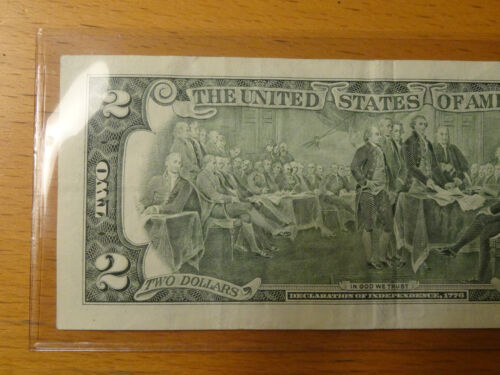 2
THE UNITED STATES OF AM
TWO
2
TWO DOLLARS
IN GOD WE TRUST
DECLARATION OF INDEPENDENCE, 1776